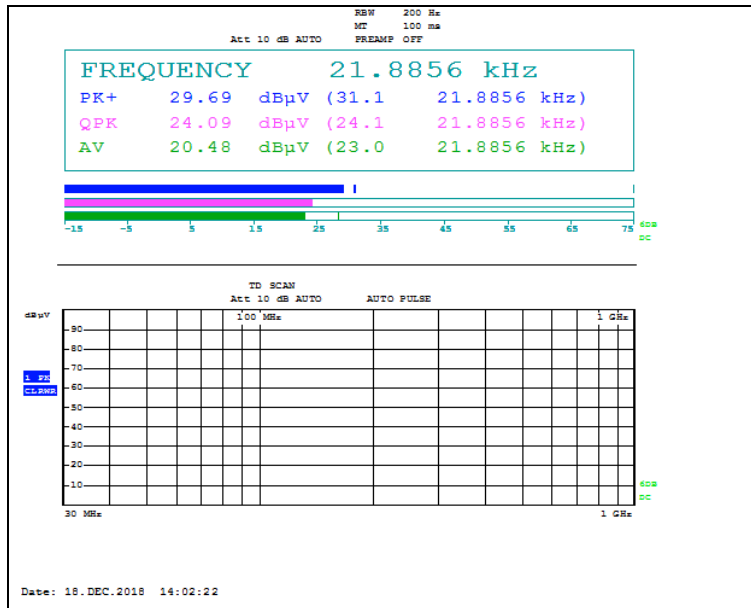 RBW 200 Hz
MT 100 ms
Att 10 dB AUTO PREAMP OFF
FREQUENCY 21.8856 kHz
PK+ 29.69 dBµV (31.1 21.8856 kHz)
QPK 24.09 dBµV (24.1 21.8856 kHz)
AV 20.48 dBµV (23.0 21.8856 kHz)
-15 -5 5 15 25 35 45 55 65 75
6DB
DC
TD SCAN
Att 10 dB AUTO AUTO PULSE
dBµV
100 MHz 1 GHz
90
80
70
1 PK
CLRWR
60
50
40
30
20
10
6DB
DC
30 MHz 1 GHz
Date: 18.DEC.2018 14:02:22